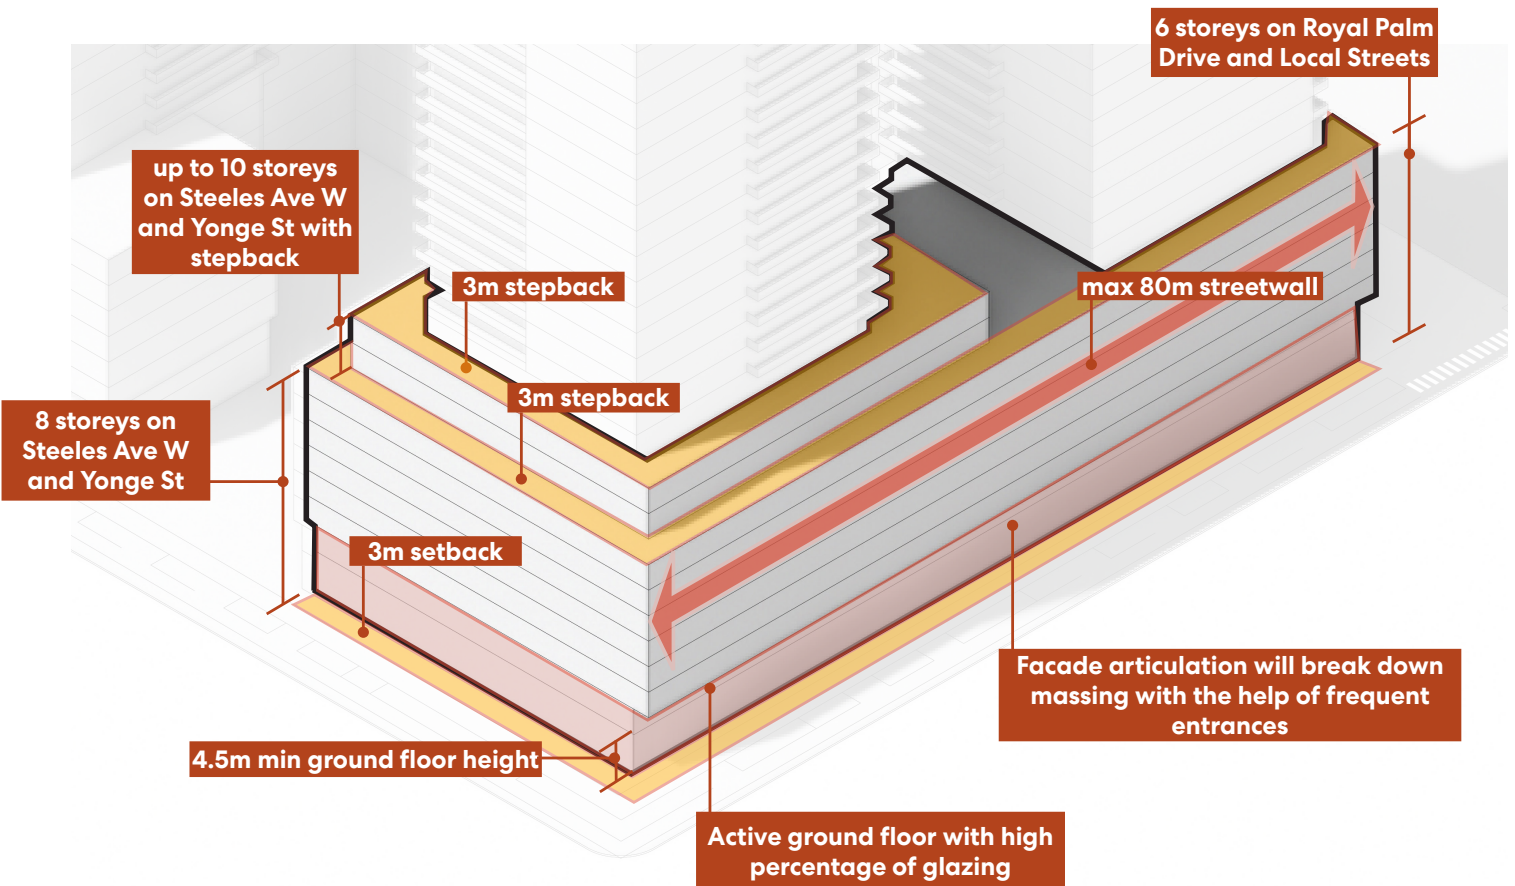 6 storeys on Royal Palm
Drive and Local Streets
up to 10 storeys
on Steeles Ave W
and Yonge St with
stepback
3m stepback
max 80m streetwall
3m stepback
8 storeys on
Steeles Ave W
and Yonge St
3m setback
Facade articulation will break down
massing with the help of frequent
entrances
4.5m min ground floor height
Active ground floor with high
percentage of glazing